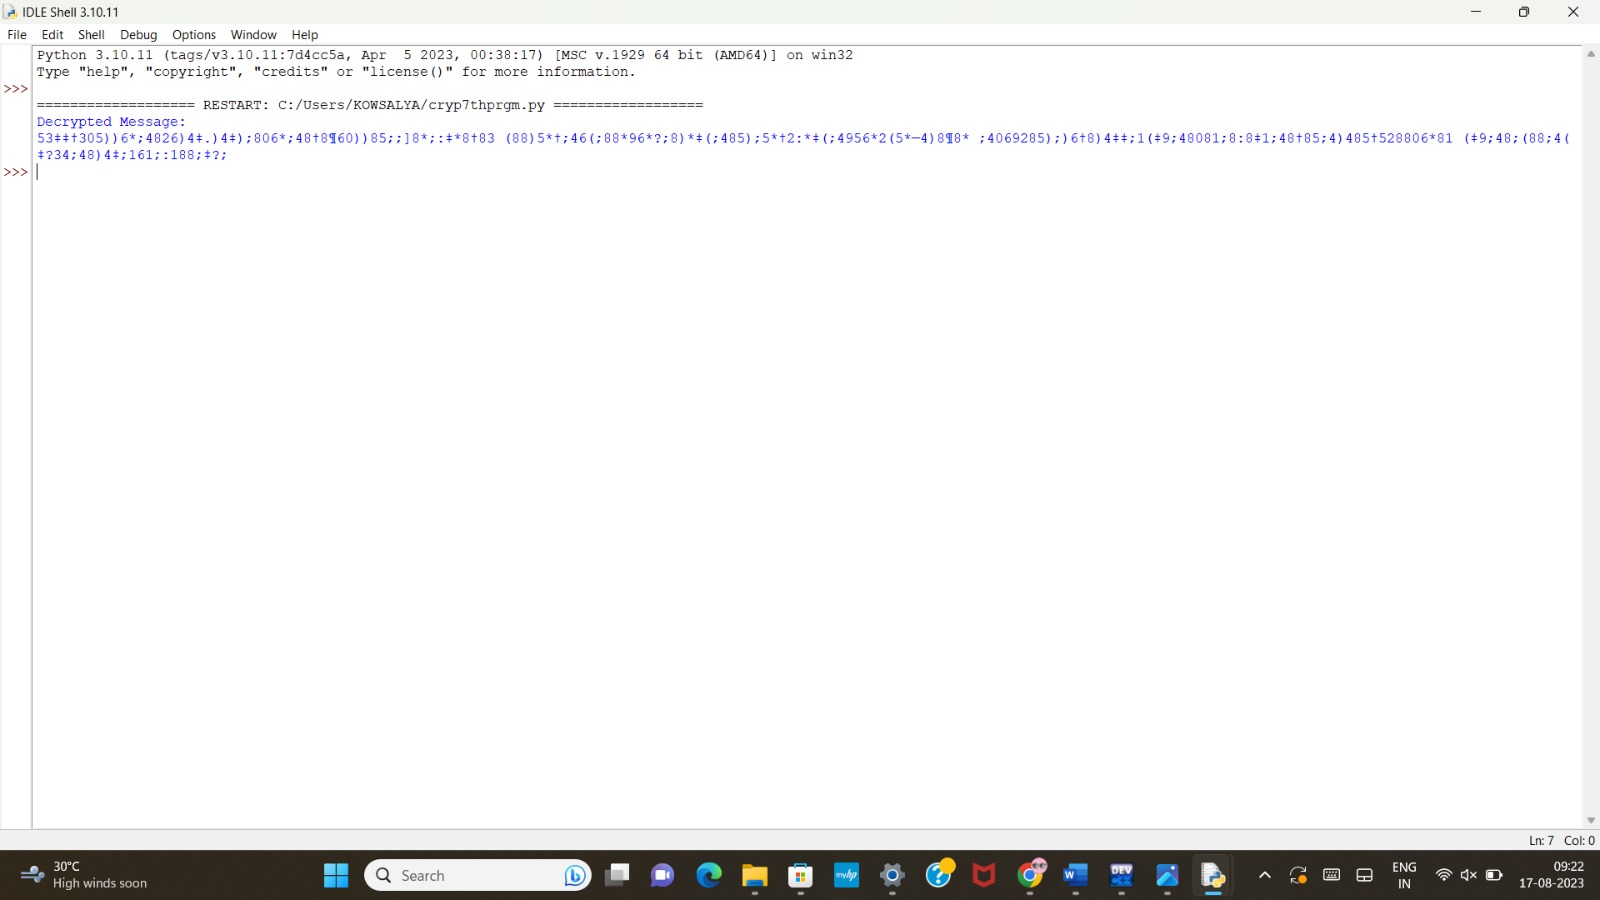 IDLE Shell 3.10.11
File Edit Shell Debug Options Window Help
Python 3.10.11 (tags/v3.10.11:7d4cc5a, Apr  5 2023, 00:38:17) [MSC v.1929 64 bit (AMD64)] on win32
Type "help", "copyright", "credits" or "license()" for more information.
>>>
=================== RESTART: C:/Users/KOWSALYA/cryp7thprgm.py ==================
Decrypted Message:
53‡‡†305))6*;4826)4‡.)4‡);806*;48†8¶60))85;;]8*;:‡*8†83 (88)5*†;46(;88*96*?;8)*‡(;485);5*†2:*‡(;4956*2(5*—4)8¶8* ;4069285);)6†8)4‡‡;1(‡9;48081;8:8‡1;48†85;4)485†528806*81 (‡9;48;(88;4(
‡?34;48)4‡;161;:188;‡?;
>>>
Ln: 7 Col: 0
30°C
High winds soon
Search
myhp
W
DEV
ENG
IN
09:22
17-08-2023